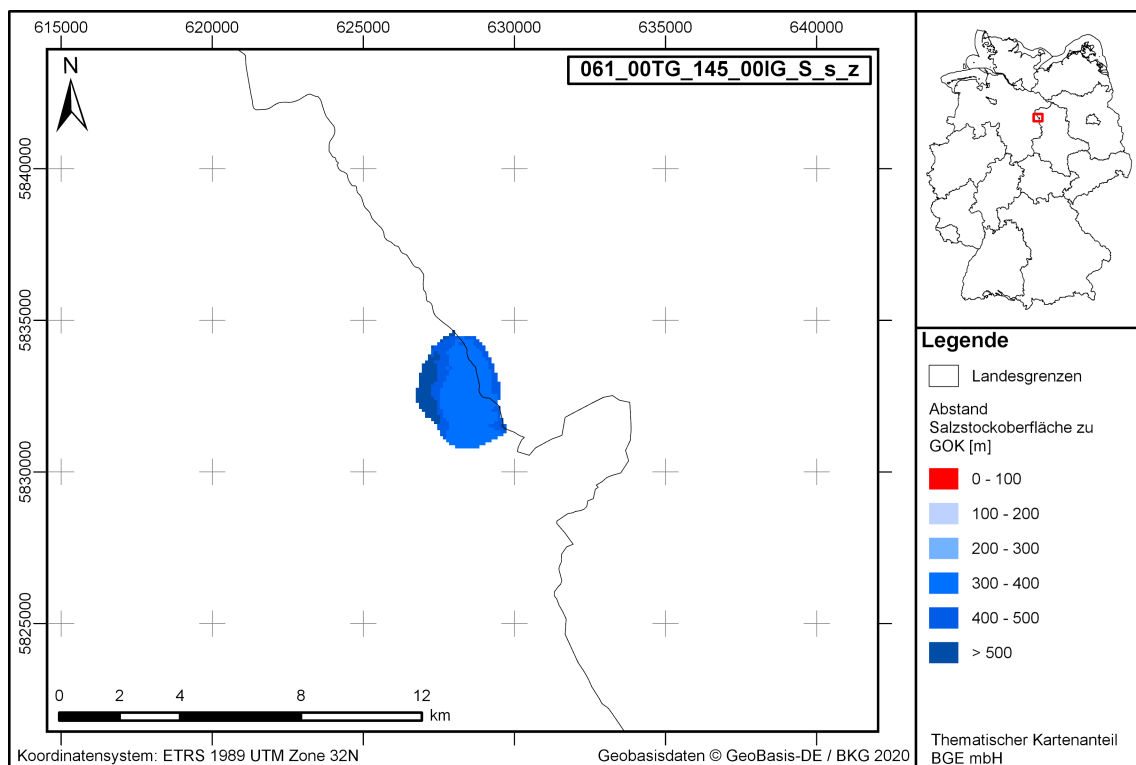 615000 620000 625000 630000 635000 640000
061_00TG_145_00IG_S_s_z
N
5840000
5835000
5830000
5825000
0 2 4 8 12
km
Koordinatensystem: ETRS 1989 UTM Zone 32N
Geobasisdaten © GeoBasis-DE / BKG 2020
Legende
Landesgrenzen
Abstand
Salzstockoberfläche zu
GOK [m]
0 - 100
100 - 200
200 - 300
300 - 400
400 - 500
> 500
Thematischer Kartenanteil
BGE mbH